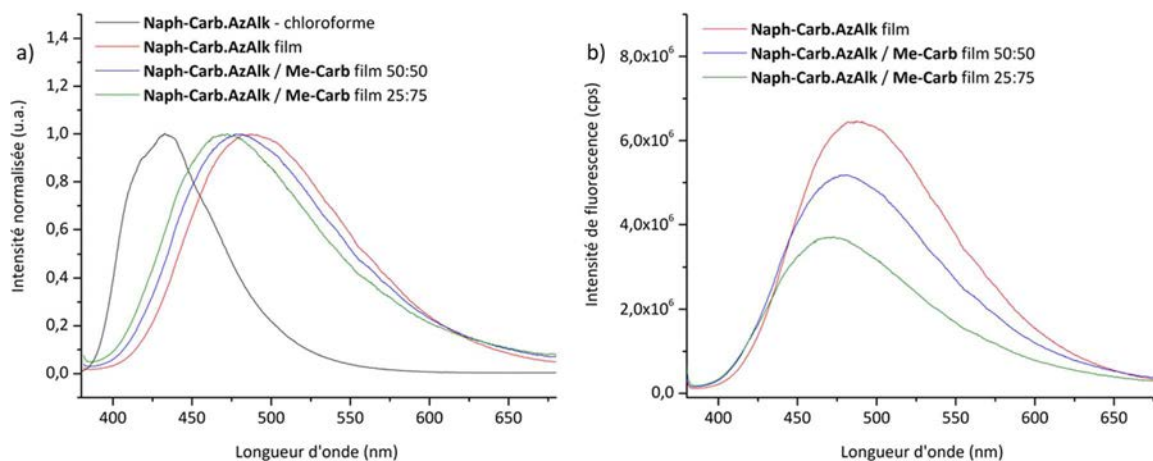 a)
Intensité normalisée (u.a.)
1,4
1,2
1,0
0,8
0,6
0,4
0,2
0,0
Naph-Carb.AzAlk - chloroforme
Naph-Carb.AzAlk film
Naph-Carb.AzAlk / Me-Carb film 50:50
Naph-Carb.AzAlk / Me-Carb film 25:75
400 450 500 550 600 650
Longueur d'onde (nm)
b)
Intensité de fluorescence (cps)
8,0x10⁶
6,0x10⁶
4,0x10⁶
2,0x10⁶
0,0
Naph-Carb.AzAlk film
Naph-Carb.AzAlk / Me-Carb film 50:50
Naph-Carb.AzAlk / Me-Carb film 25:75
400 450 500 550 600 650
Longueur d'onde (nm)